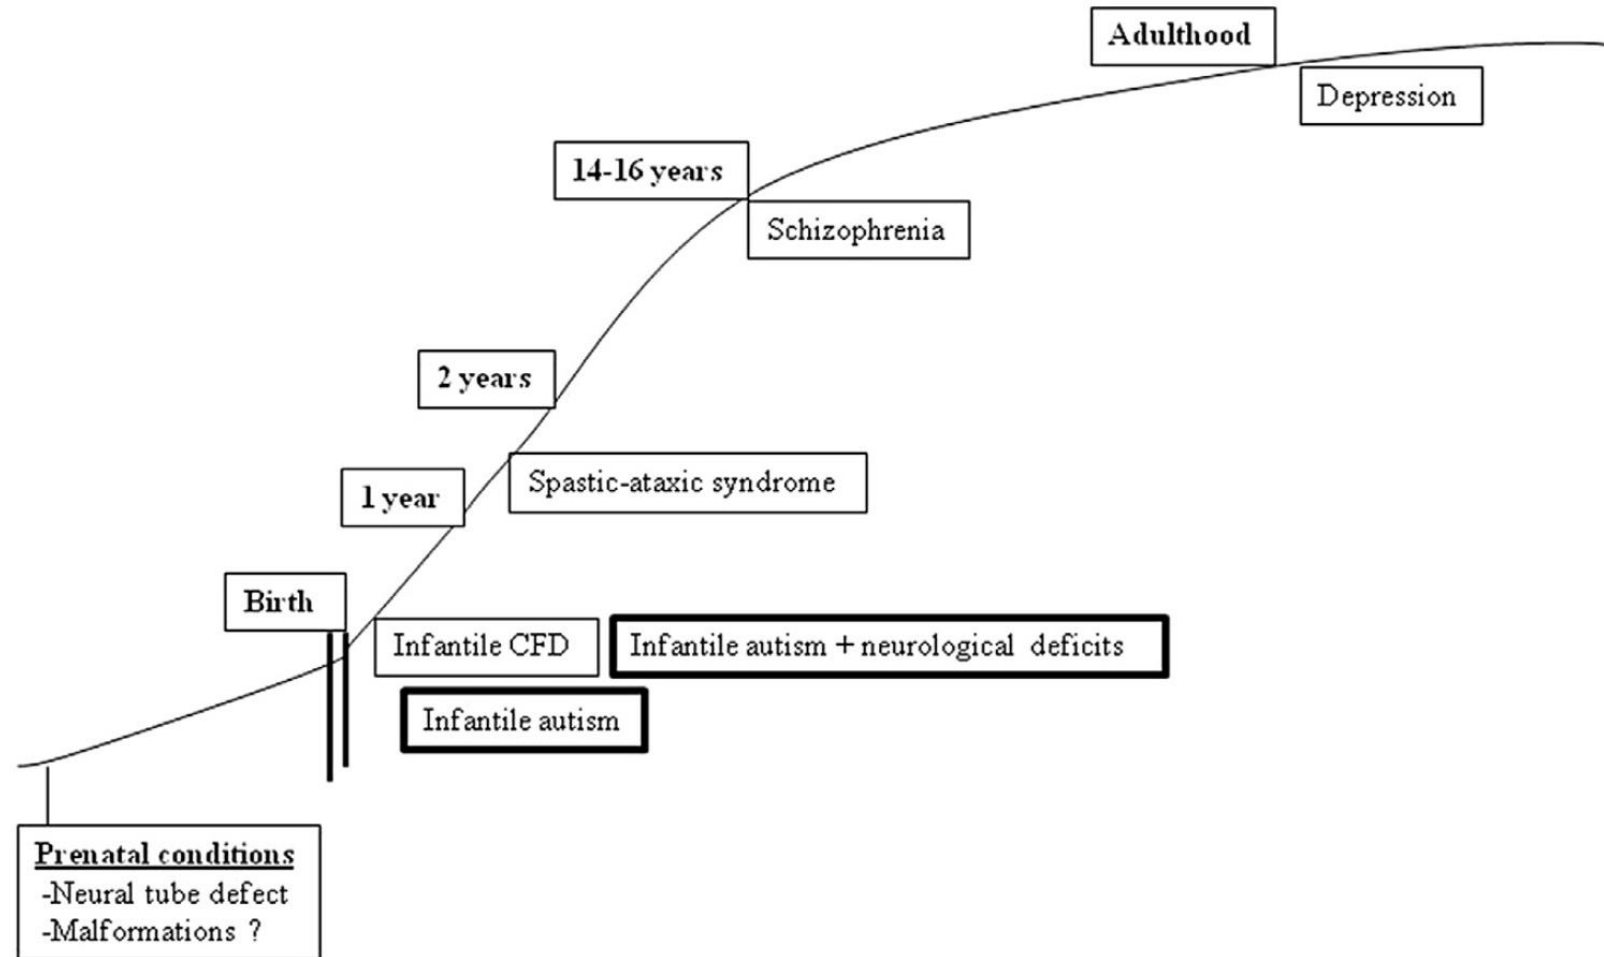 Adulthood
Depression
14-16 years
Schizophrenia
2 years
Spastic-ataxic syndrome
1 year
Birth
Infantile CFD
Infantile autism + neurological deficits
Infantile autism
Prenatal conditions
-Neural tube defect
-Malformations ?